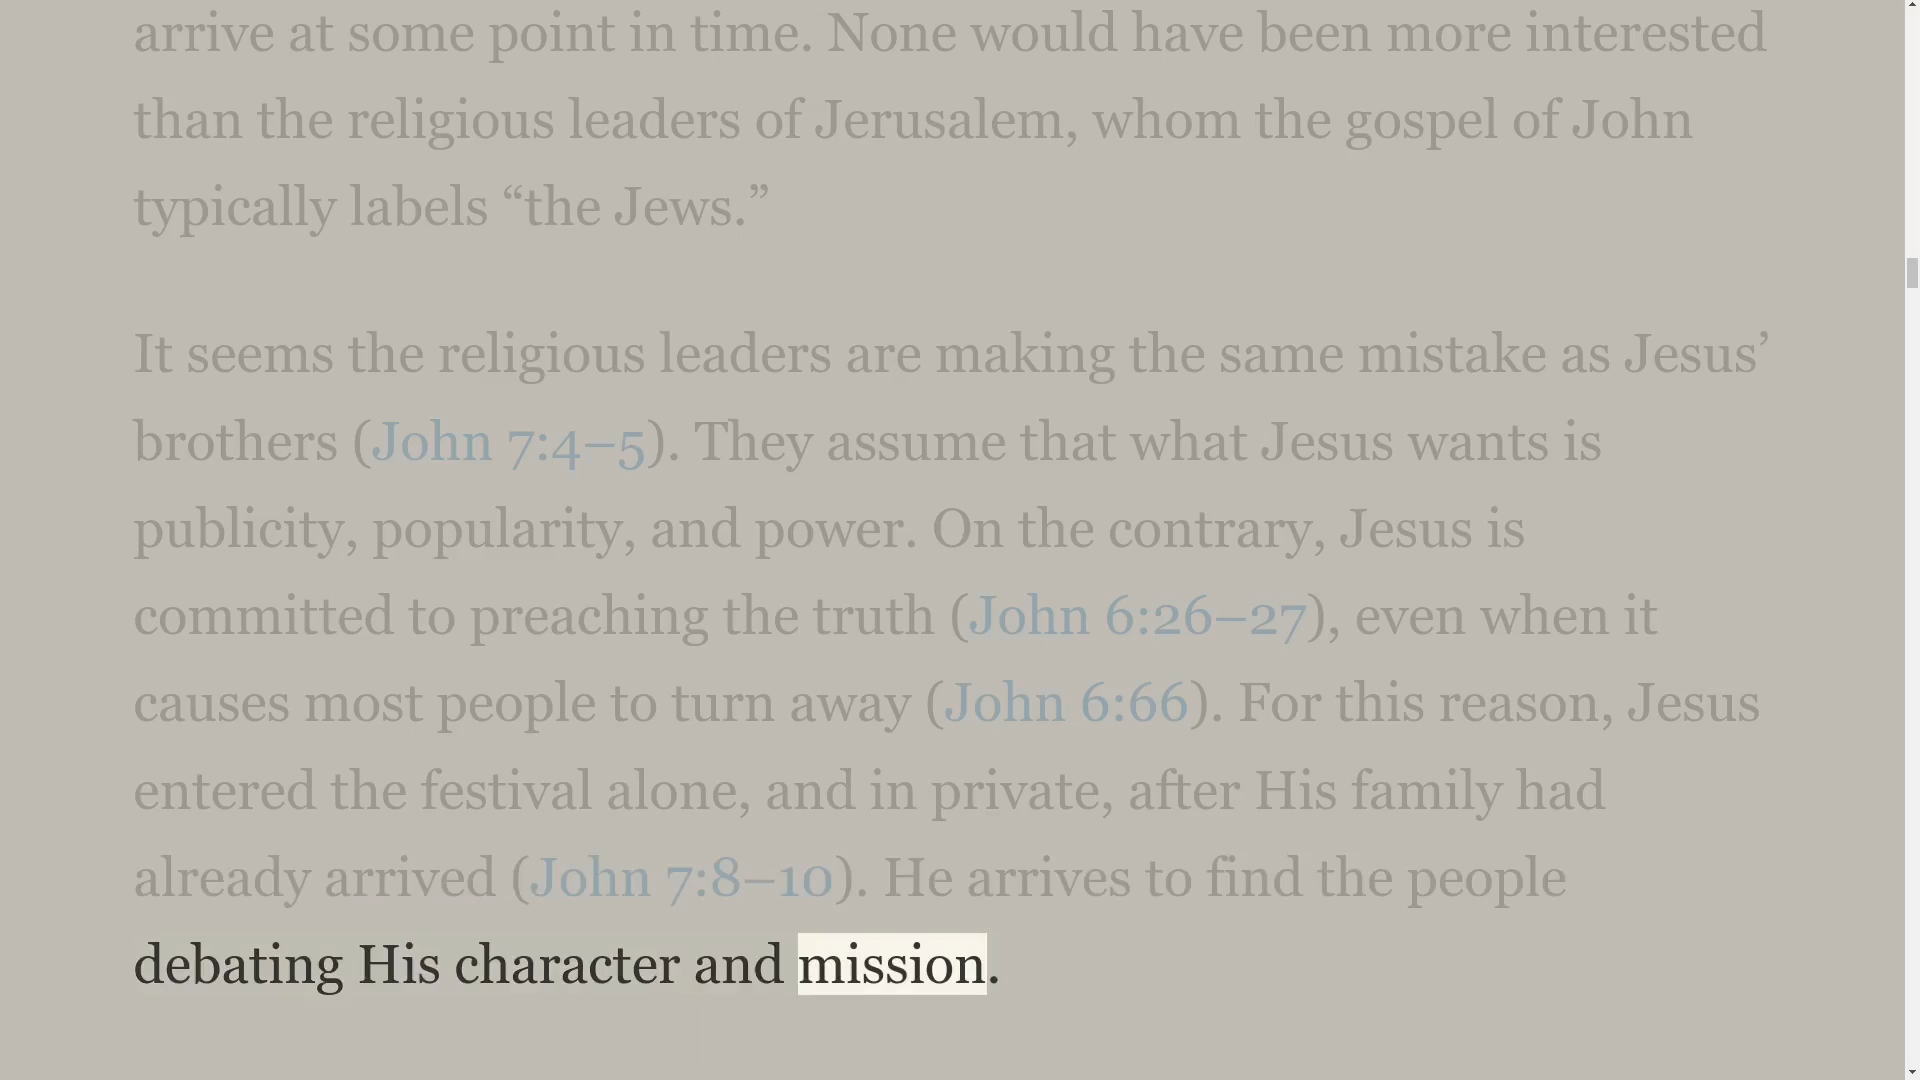 arrive at some point in time. None would have been more interested
than the religious leaders of Jerusalem, whom the gospel of John
typically labels “the Jews.”
It seems the religious leaders are making the same mistake as Jesus’
brothers (John 7:4–5). They assume that what Jesus wants is
publicity, popularity, and power. On the contrary, Jesus is
committed to preaching the truth (John 6:26–27), even when it
causes most people to turn away (John 6:66). For this reason, Jesus
entered the festival alone, and in private, after His family had
already arrived (John 7:8–10). He arrives to find the people
debating His character and mission.